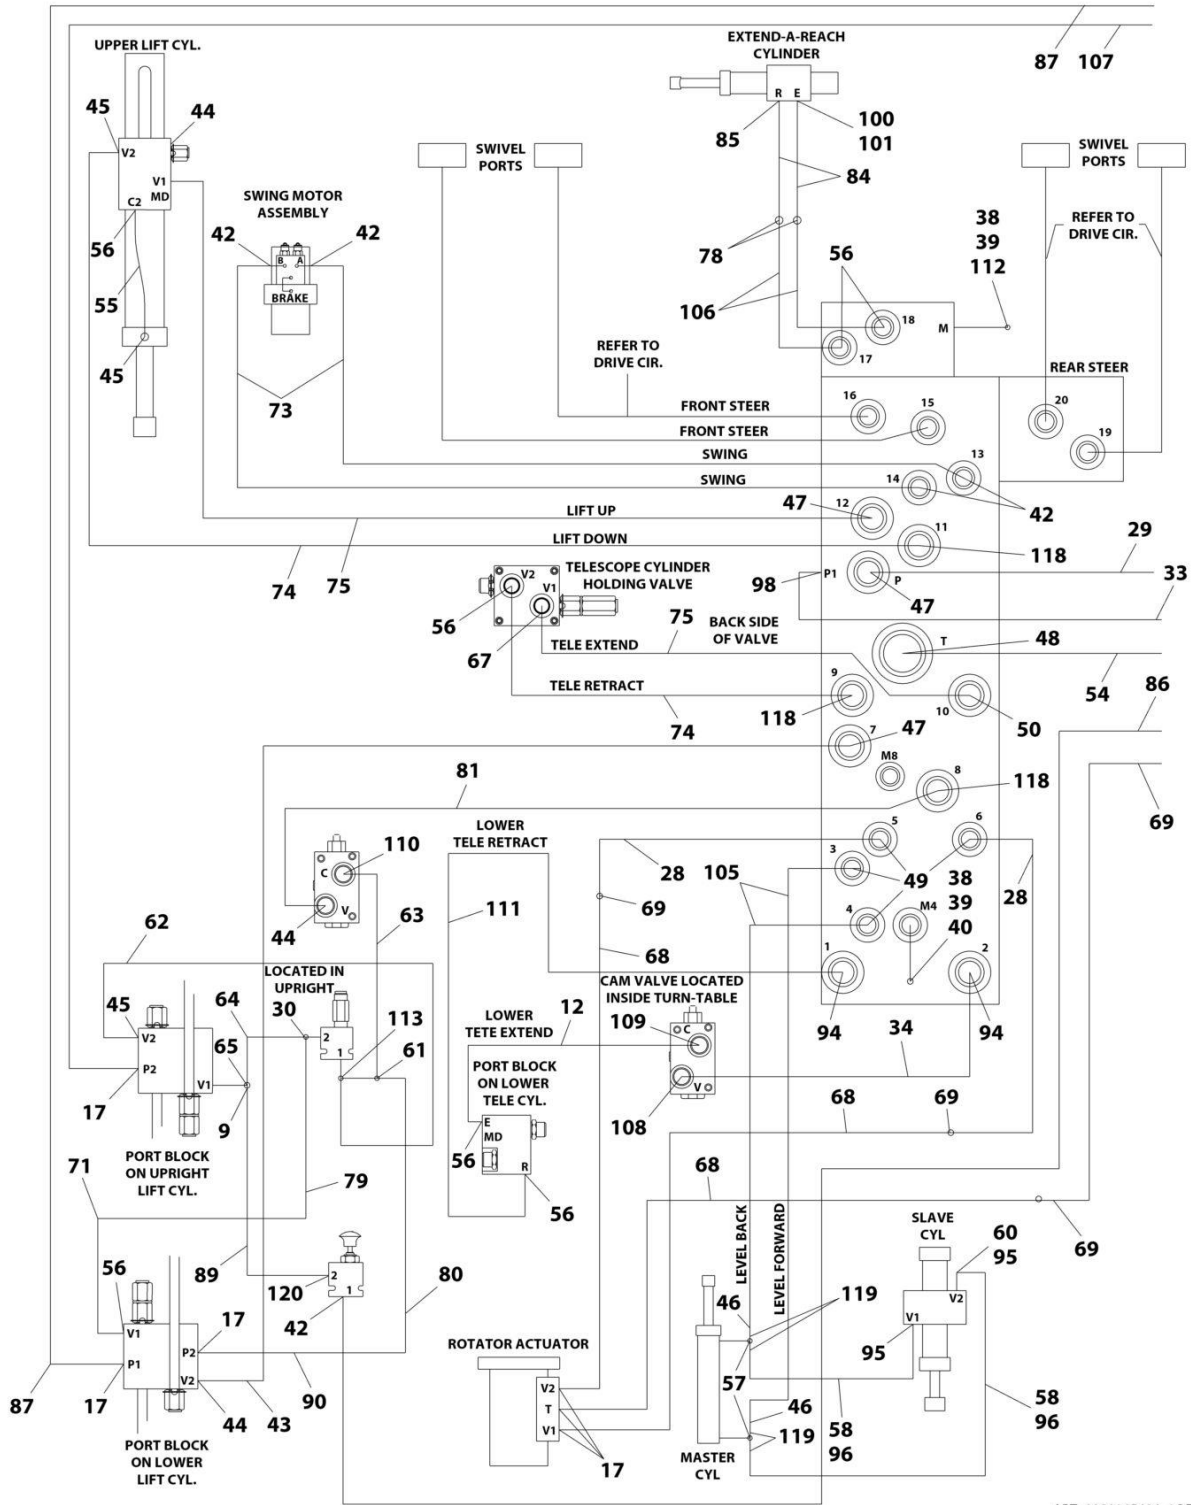 87 107
UPPER LIFT CYL.
EXTEND-A-REACH
CYLINDER
R E
45 44
V2
V1
MD
C2
56
55
45
85
100
101
84
SWIVEL
PORTS
SWIVEL
PORTS
SWING MOTOR
ASSEMBLY
42 42
B A
BRAKE
73
78
106
56
38
39
112
REFER TO
DRIVE CIR.
18
M
17
REFER TO
DRIVE CIR.
REAR STEER
FRONT STEER
16
15
20
FRONT STEER
19
SWING
13
SWING
14
42
47
12
LIFT UP
11
LIFT DOWN
118
29
74
75
TELESCOPE CYLINDER
HOLDING VALVE
V2
V1
98
P1
P
47
33
56
67
75
BACK SIDE
OF VALVE
TELE EXTEND
T
48
54
TELE RETRACT
9
74
118
10
50
86
7
47
M8
8
118
81
69
LOWER
TELE RETRACT
5
6
110
C
V
44
28
105
3
49
38
39
40
28
111
69
4
M4
62
63
68
1
2
LOCATED IN
UPRIGHT
CAM VALVE LOCATED
INSIDE TURN-TABLE
45
64
30
2
1
113
LOWER
TETE EXTEND
12
109
C
V
94
34
94
V2
P2
V1
65
61
PORT BLOCK
ON LOWER
TELE CYL.
17
9
108
68
69
E
MD
R
56
56
PORT BLOCK
ON UPRIGHT
LIFT CYL.
71
79
68
LEVEL BACK
LEVEL FORWARD
SLAVE
CYL
69
60
95
56
89
2
1
120
80
42
46
119
V2
V1
95
V1
P1
P2
V2
17
ROTATOR ACTUATOR
87
17
44
43
90
V2
T
V1
57
46
119
58
96
58
96
PORT BLOCK
ON LOWER
LIFT CYL.
17
MASTER
CYL